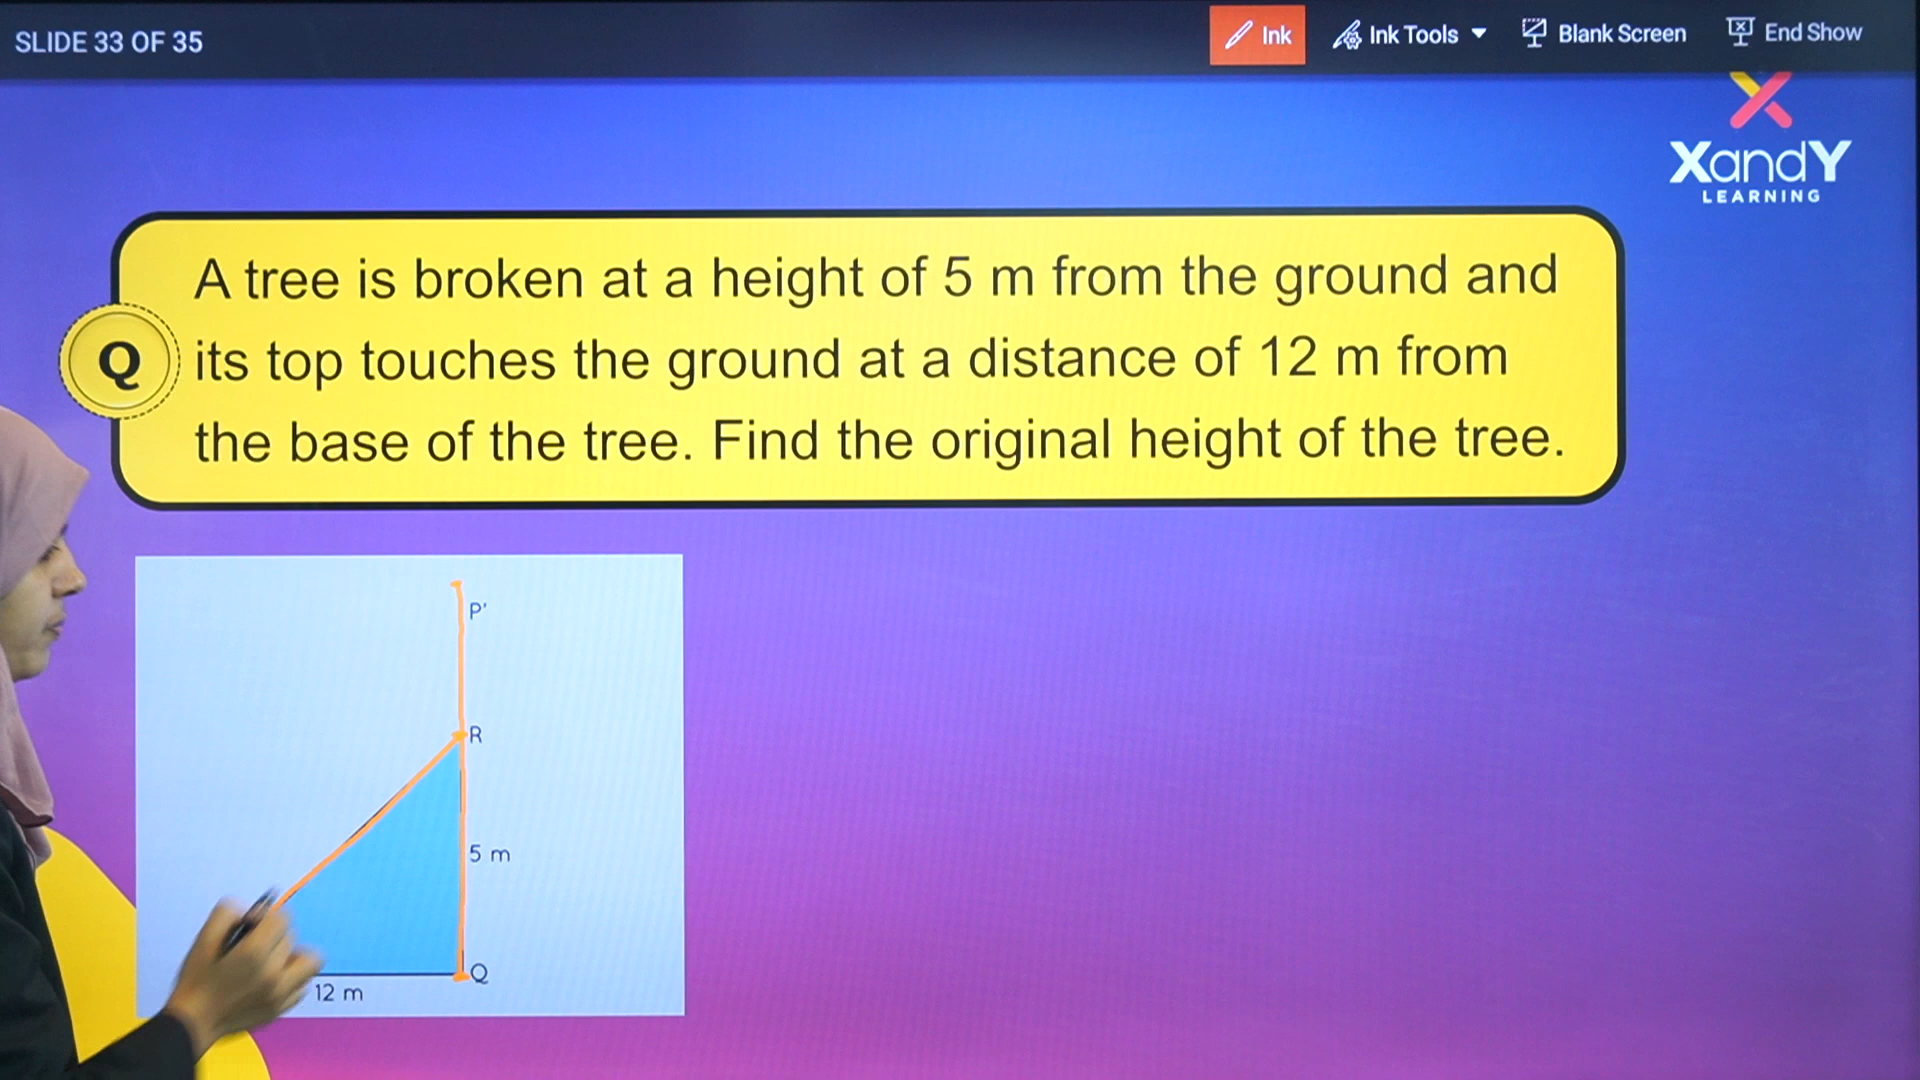 SLIDE 33 OF 35
Ink
Ink Tools
Blank Screen
End Show
XandY
LEARNING
Q
A tree is broken at a height of 5 m from the ground and
its top touches the ground at a distance of 12 m from
the base of the tree. Find the original height of the tree.
P'
R
5 m
Q
12 m